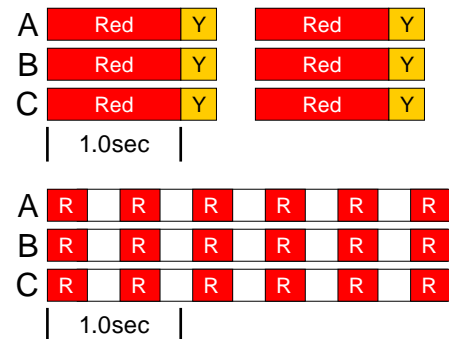 A Red Y Red Y
B Red Y Red Y
C Red Y Red Y
1.0sec
A R R R R R R
B R R R R R R
C R R R R R R
1.0sec